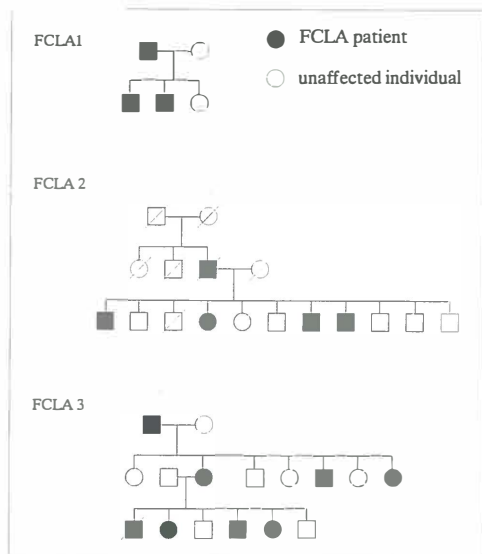 FCLA1
FCLA patient
unaffected individual
FCLA 2
FCLA 3